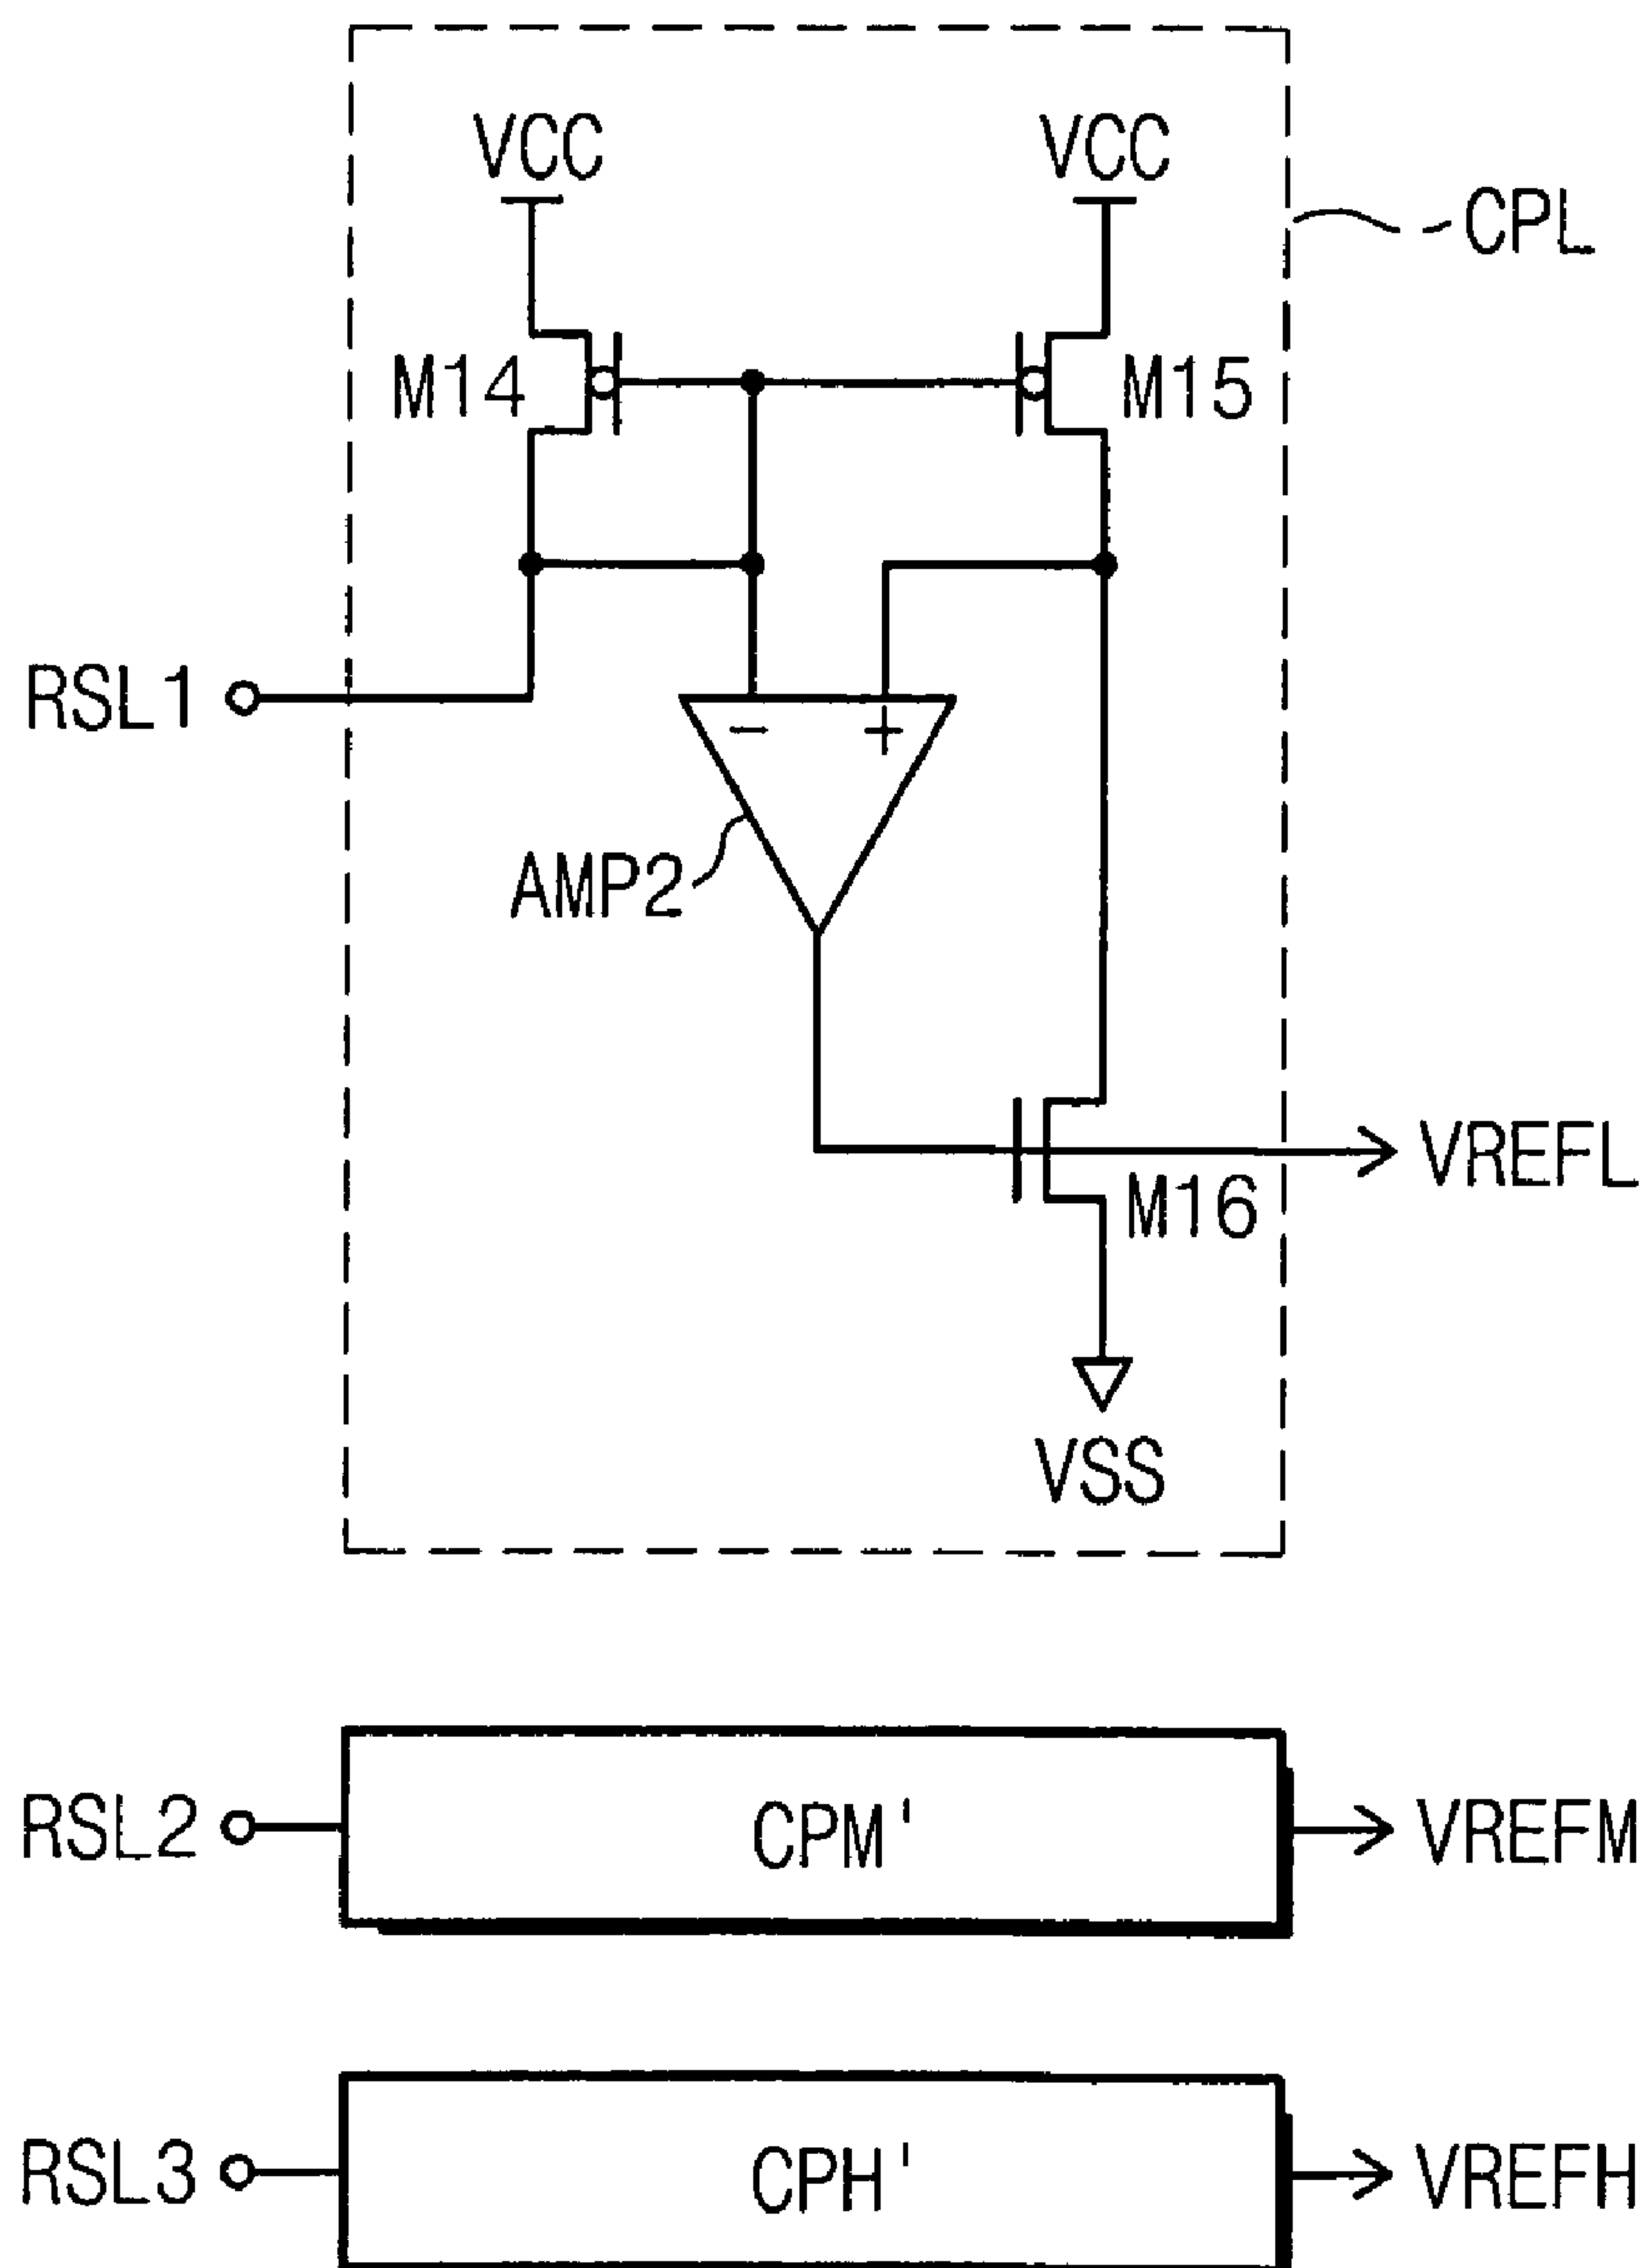 VCC VCC
CPL
M14 M15
RSL1
- +
AMP2
VREFL
M16
VSS
RSL2 CPM' VREFM
RSL3 CPH' VREFH